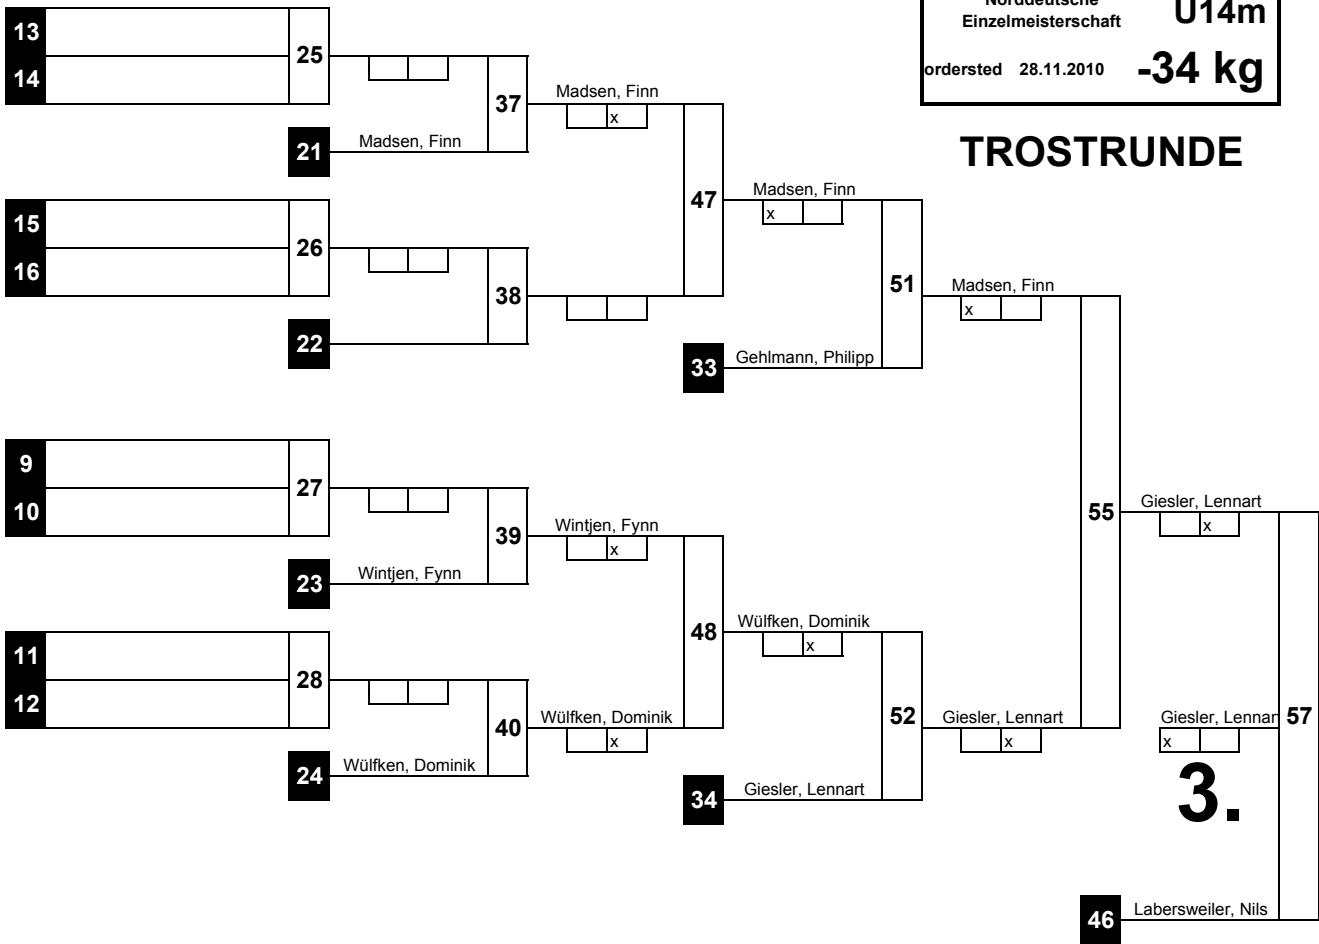 Norddeutsche
Einzelmeisterschaft
U14m
ordersted 28.11.2010
-34 kg
TROSTRUNDE
13
14
25
21
Madsen, Finn
37
Madsen, Finn
x
15
16
26
22
38
47
Madsen, Finn
x
33
Gehlmann, Philipp
51
Madsen, Finn
x
9
10
27
23
Wintjen, Fynn
39
Wintjen, Fynn
x
11
12
28
24
Wülfken, Dominik
40
Wülfken, Dominik
x
48
Wülfken, Dominik
x
34
Giesler, Lennart
52
Giesler, Lennart
x
55
Giesler, Lennart
x
Giesler, Lennar
x
57
3.
46
Labersweiler, Nils